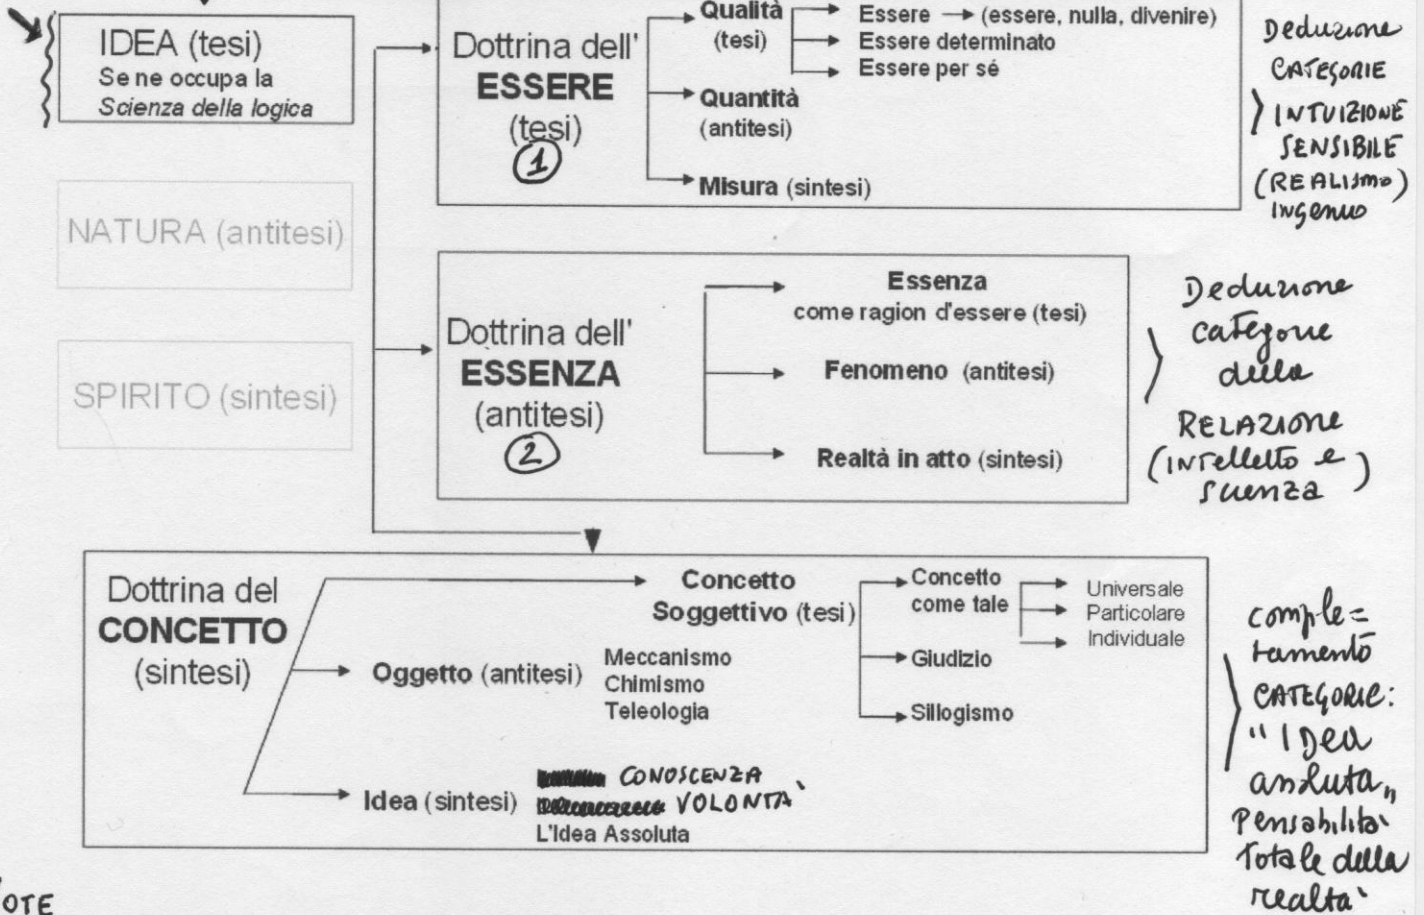 IDEA (tesi)
Se ne occupa la
Scienza della logica
NATURA (antitesi)
SPIRITO (sintesi)
Dottrina dell'
ESSERE
(tesi)
1
Qualità
(tesi)
Essere → (essere, nulla, divenire)
Essere determinato
Essere per sé
Quantità
(antitesi)
Misura (sintesi)
Deduzione
CATEGORIE
INTUIZIONE
SENSIBILE
(REALISMO)
INgenuo
Dottrina dell'
ESSENZA
(antitesi)
2
Essenza
come ragion d'essere (tesi)
Fenomeno (antitesi)
Realtà in atto (sintesi)
Deduzione
categorie
della
RELAZIONE
(INTelletto e
scienza)
Dottrina del
CONCETTO
(sintesi)
Concetto
Soggettivo (tesi)
Concetto
come tale
Universale
Particolare
Individuale
Giudizio
Sillogismo
Oggetto (antitesi)
Meccanismo
Chimismo
Teleologia
Idea (sintesi)
CONOSCENZA
VOLONTA'
L'Idea Assoluta
comple=
tamento
CATEGORIE:
"IDea
assoluta"
Pensabilita'
Totale della
realta'
OTE